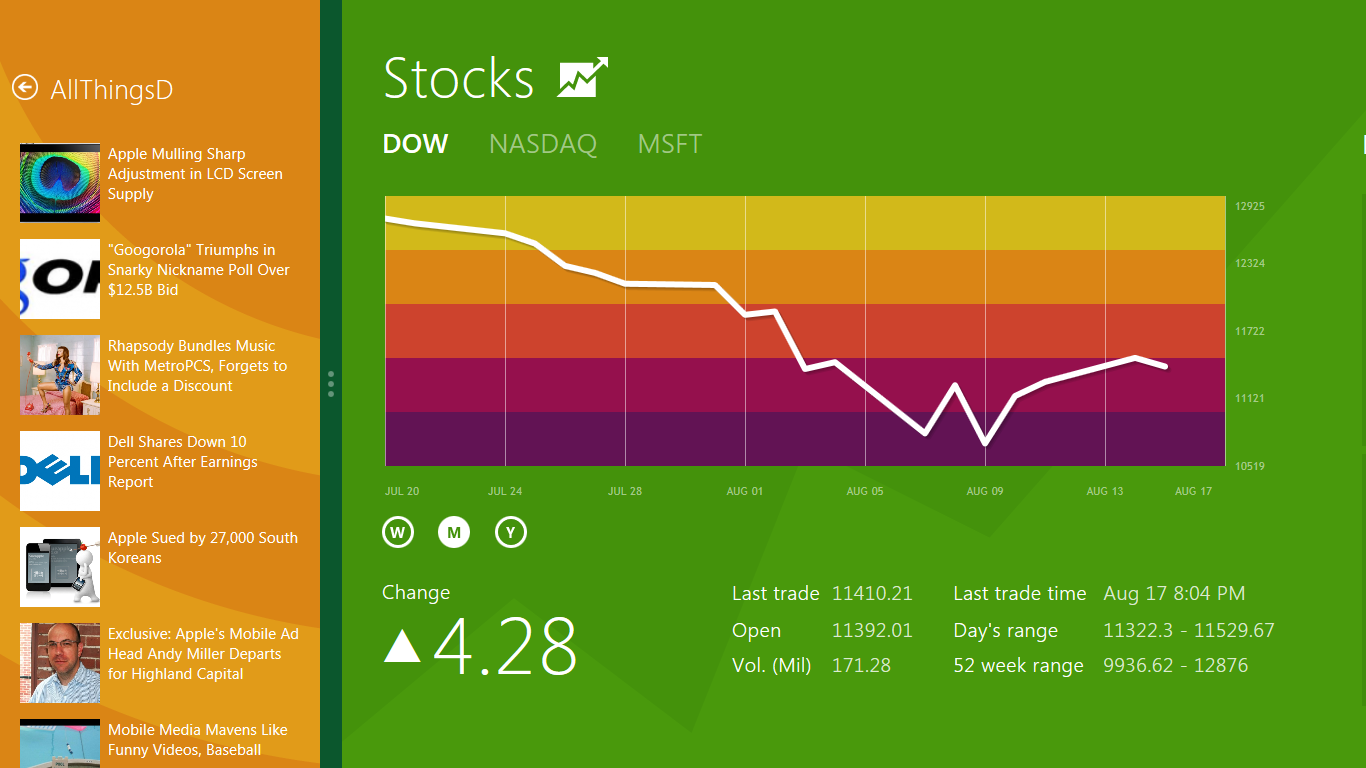 AllThingsD
Apple Mulling Sharp
Adjustment in LCD Screen
Supply
"Googorola" Triumphs in
Snarky Nickname Poll Over
$12.5B Bid
Rhapsody Bundles Music
With MetroPCS, Forgets to
Include a Discount
DELL
Dell Shares Down 10
Percent After Earnings
Report
Apple Sued by 27,000 South
Koreans
Exclusive: Apple's Mobile Ad
Head Andy Miller Departs
for Highland Capital
Mobile Media Mavens Like
Funny Videos, Baseball
Stocks
DOW NASDAQ MSFT
12925
12324
11722
11121
10519
JUL 20 JUL 24 JUL 28 AUG 01 AUG 05 AUG 09 AUG 13 AUG 17
W M Y
Change
4.28
Last trade 11410.21 Last trade time Aug 17 8:04 PM
Open 11392.01 Day's range 11322.3 - 11529.67
Vol. (Mil) 171.28 52 week range 9936.62 - 12876